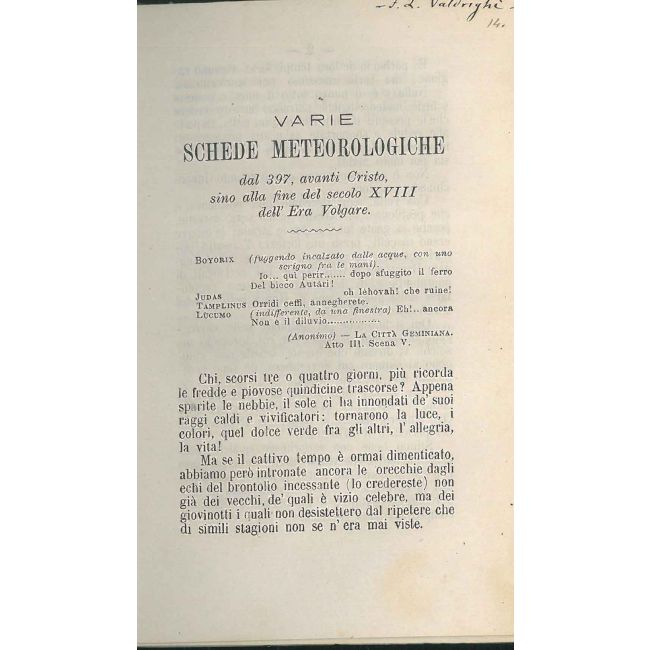 - F. L. Valdrighi -
14.
VARIE
SCHEDE METEOROLOGICHE
dal 397, avanti Cristo,
sino alla fine del secolo XVIII
dell' Era Volgare.
BOYORIX (fuggendo incalzato dalle acque, con uno
scrigno fra le mani).
Io... qui perir....... dopo sfuggito il ferro
Del bieco Autári!
JUDAS oh Iéhovah! che ruine!
TAMPLINUS Orridi ceffi, annegherete.
LUCUMO (indifferente, da una finestra) Eh!.. ancora
Non è il diluvio................
(Anonimo) — LA CITTÀ GEMINIANA.
Atto III. Scena V.
Chi, scorsi tre o quattro giorni, più ricorda
le fredde e piovose quindicine trascorse? Appena
sparite le nebbie, il sole ci ha innondati de' suoi
raggi caldi e vivificatori: tornarono la luce, i
colori, quel dolce verde fra gli altri, l' allegria,
la vita!
Ma se il cattivo tempo è ormai dimenticato,
abbiamo però intronate ancora le orecchie dagli
echi del brontolio incessante (lo credereste) non
già dei vecchi, de' quali è vizio celebre, ma dei
giovinotti i quali non desistettero dal ripetere che
di simili stagioni non se n' era mai viste.